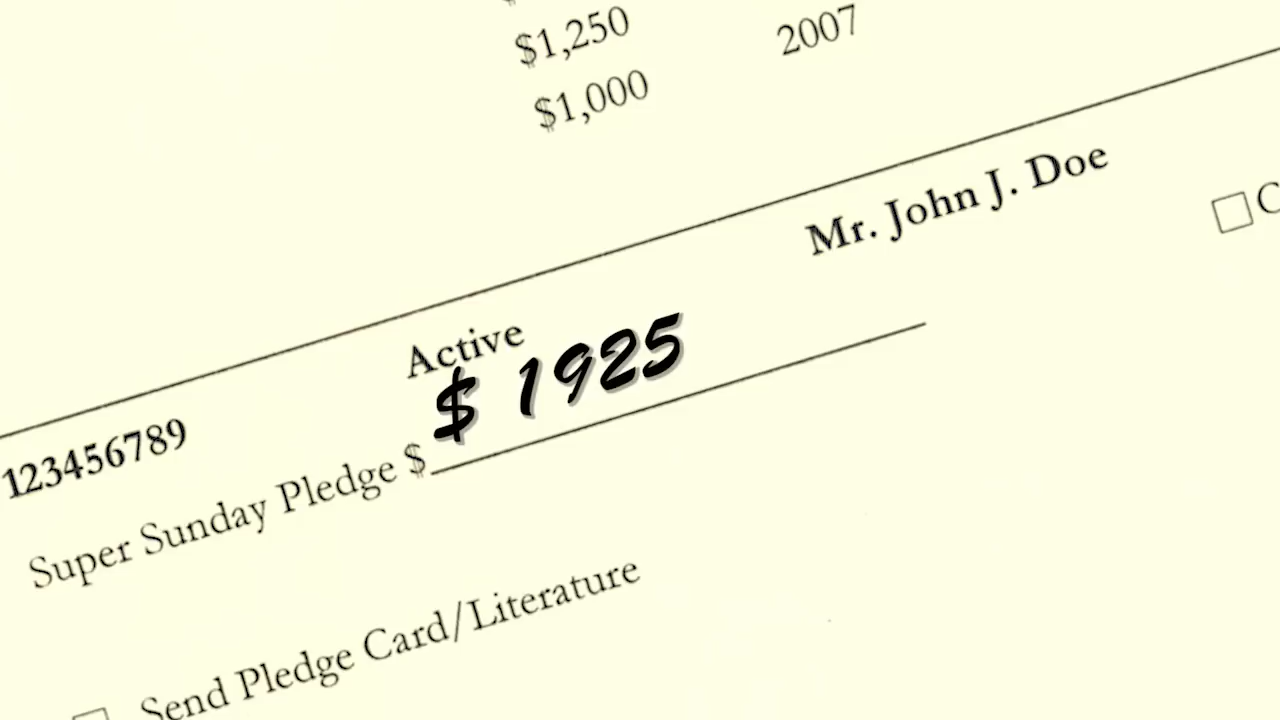 $1,250 2007
$1,000
Mr. John J. Doe
Active
$ 1925
123456789
Super Sunday Pledge $
Send Pledge Card/Literature